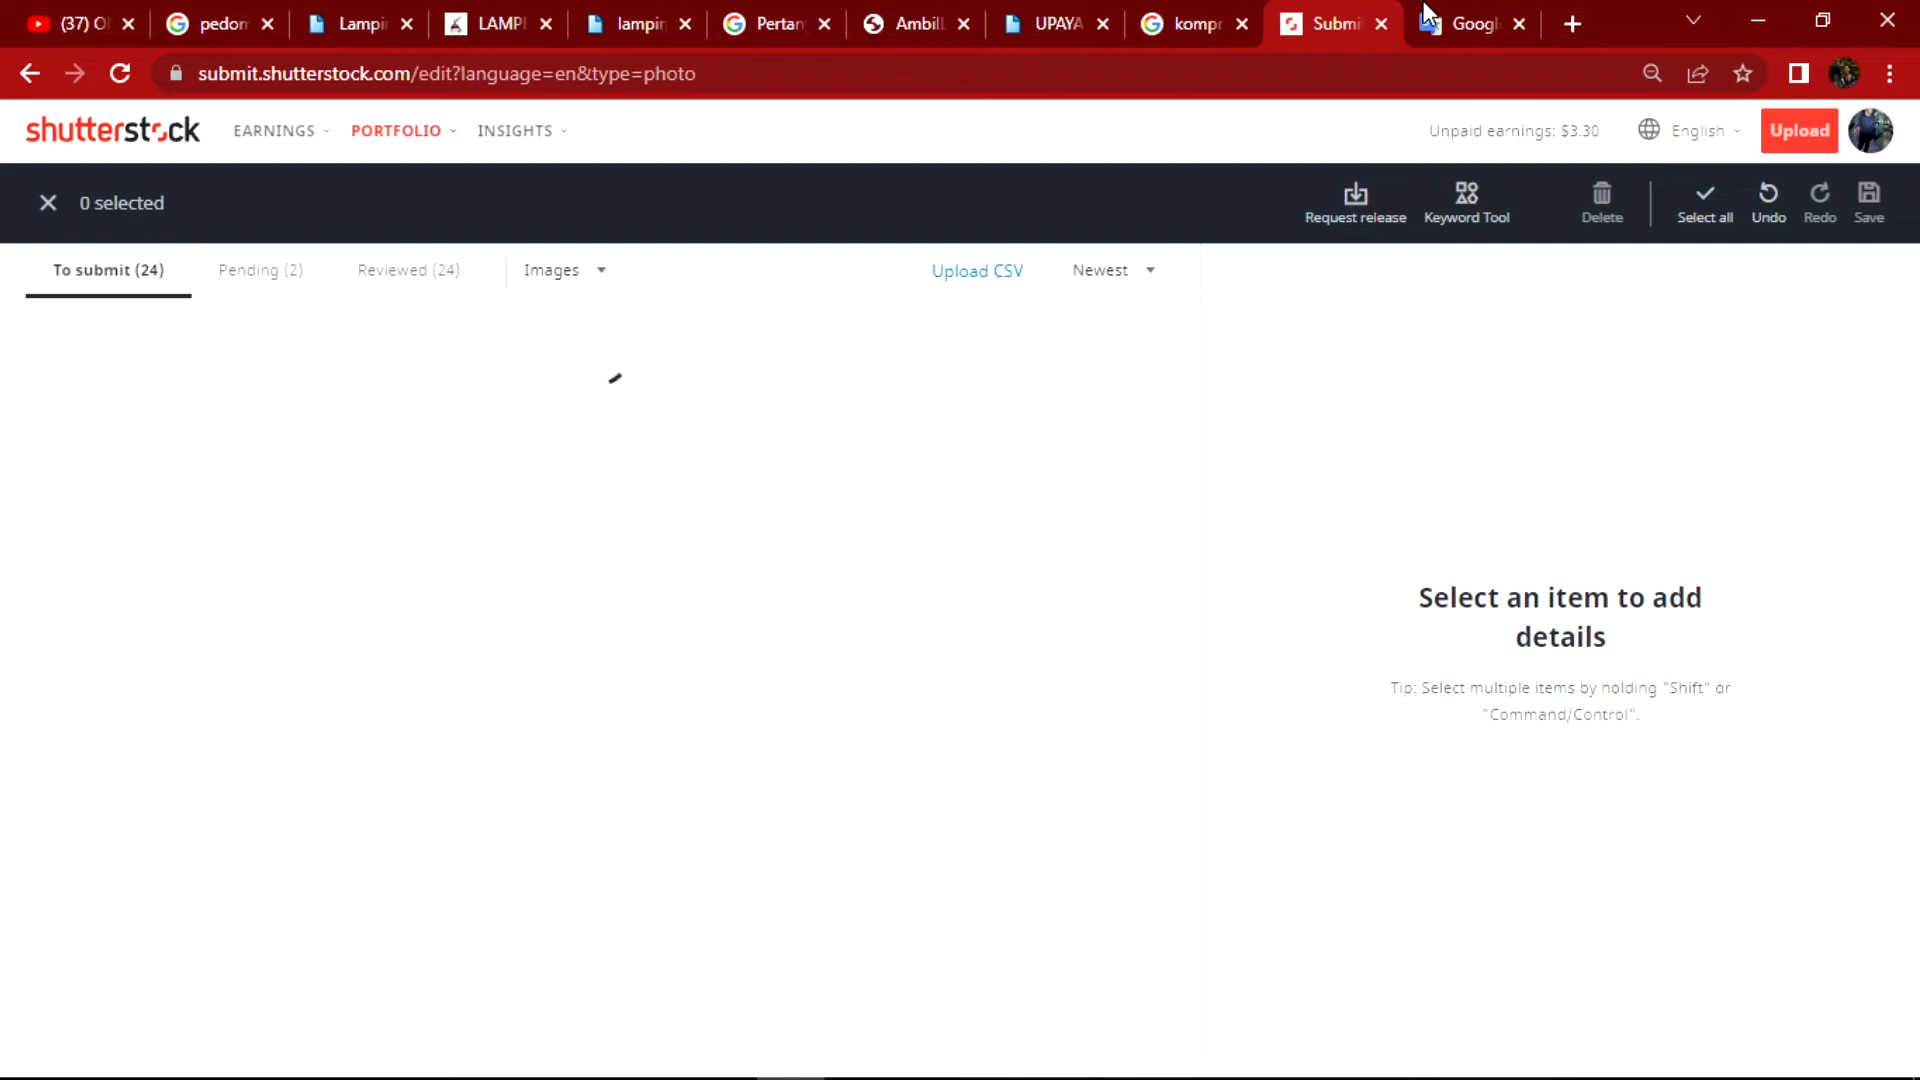 (37) O
pedom
Lampi
LAMPI
lampir
Pertan
AmbilL
UPAYA
kompr
Submi
Googl
submit.shutterstock.com/edit?language=en&type=photo
shutterstock
EARNINGS
PORTFOLIO
INSIGHTS
Unpaid earnings: $3.30
English
Upload
0 selected
Request release
Keyword Tool
Delete
Select all
Undo
Redo
Save
To submit (24)
Pending (2)
Reviewed (24)
Images
Upload CSV
Newest
Select an item to add
details
Tip: Select multiple items by holding "Shift" or
"Command/Control".